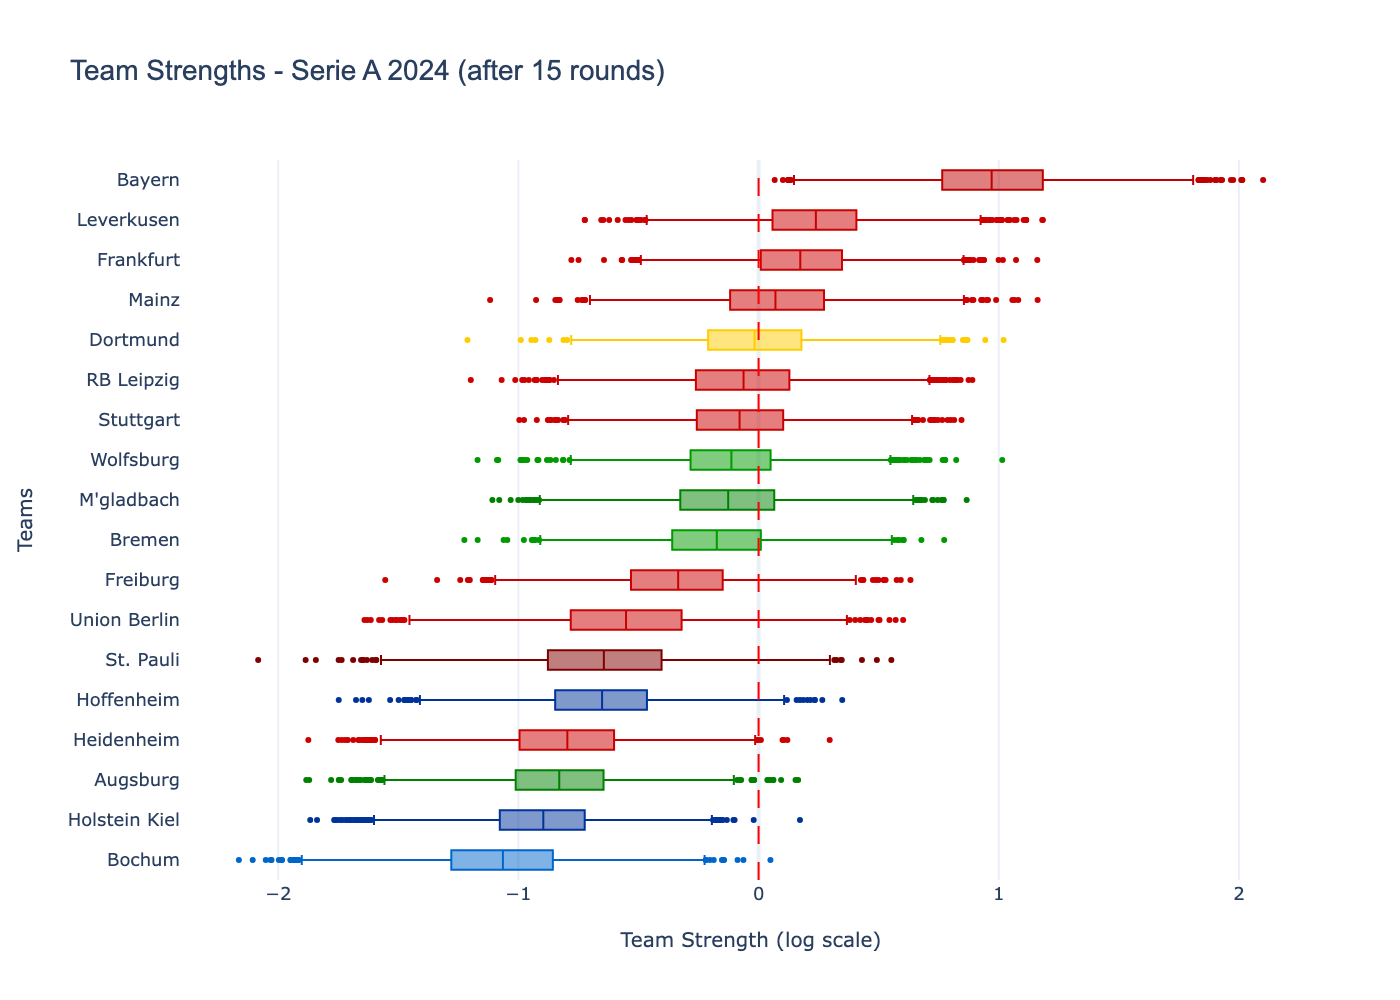 Team Strengths - Serie A 2024 (after 15 rounds)
Teams
Bayern
Leverkusen
Frankfurt
Mainz
Dortmund
RB Leipzig
Stuttgart
Wolfsburg
M'gladbach
Bremen
Freiburg
Union Berlin
St. Pauli
Hoffenheim
Heidenheim
Augsburg
Holstein Kiel
Bochum
−2 −1 0 1 2
Team Strength (log scale)